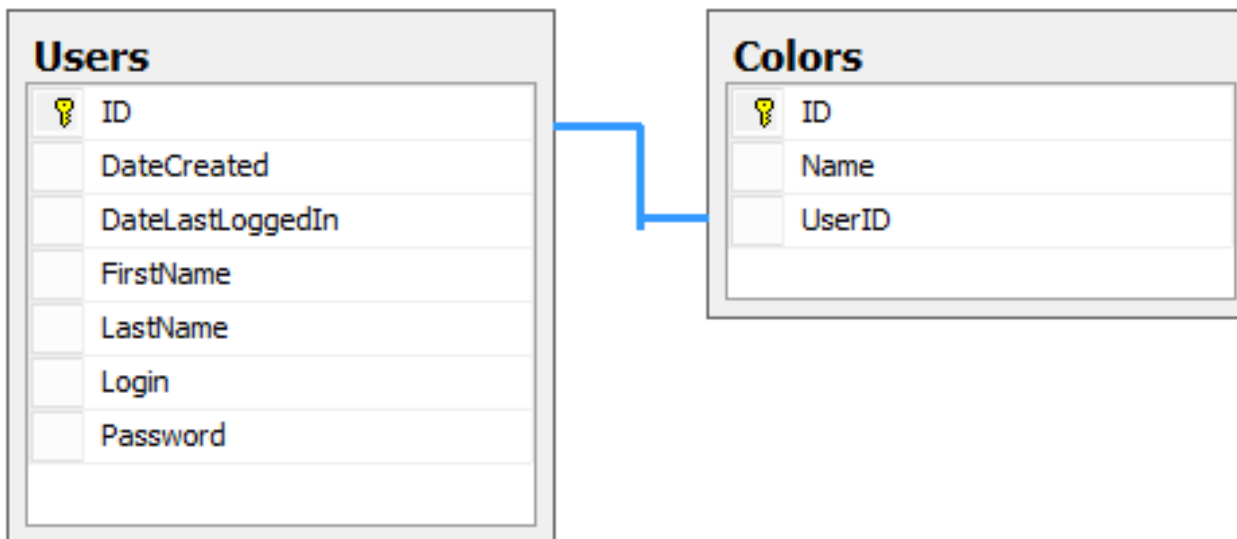 Users
ID
DateCreated
DateLastLoggedIn
FirstName
LastName
Login
Password
Colors
ID
Name
UserID